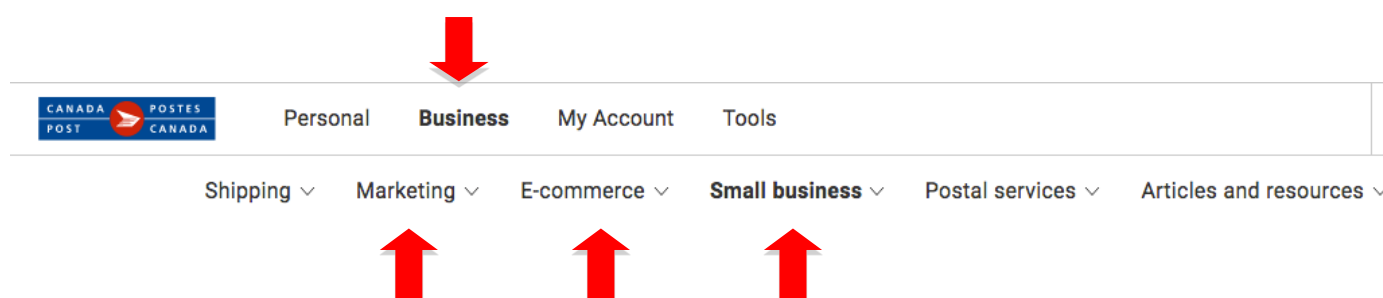 CANADA POSTES
POST CANADA
Personal Business My Account Tools
Shipping Marketing E-commerce Small business Postal services Articles and resources